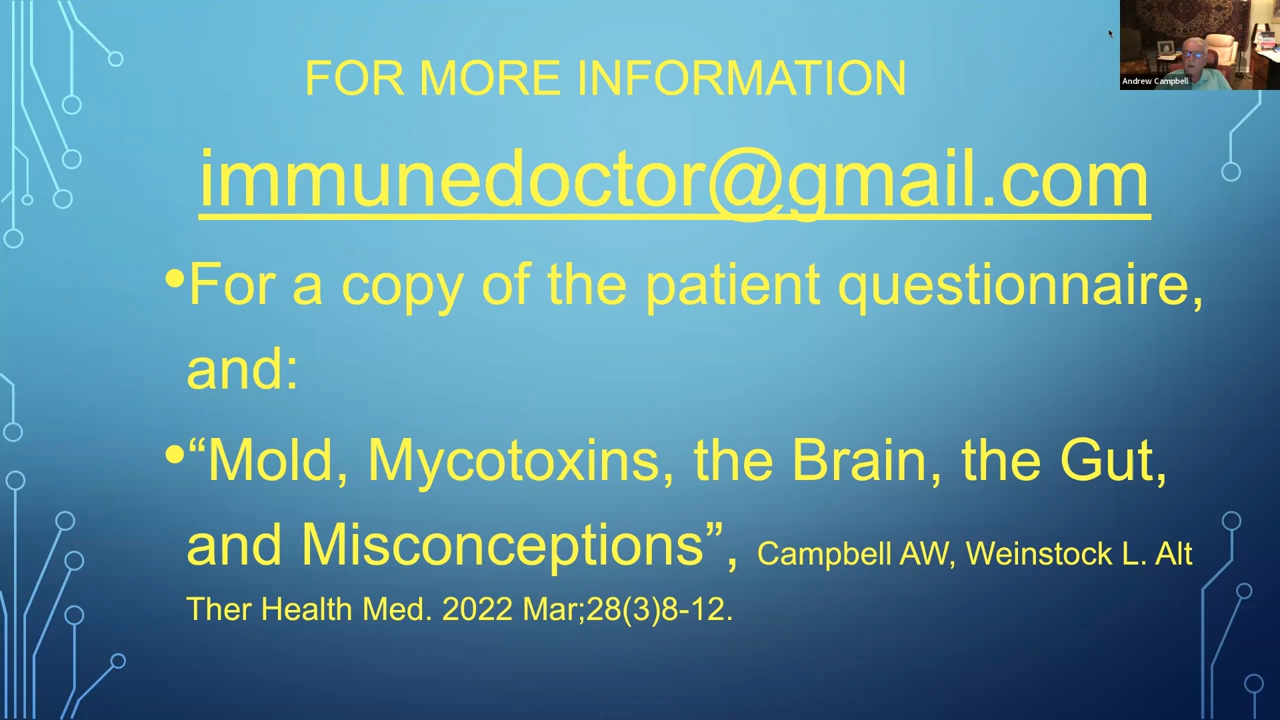 FOR MORE INFORMATION
Andrew Campbell
immunedoctor@gmail.com
•For a copy of the patient questionnaire,
and:
•“Mold, Mycotoxins, the Brain, the Gut,
and Misconceptions”, Campbell AW, Weinstock L. Alt
Ther Health Med. 2022 Mar;28(3)8-12.